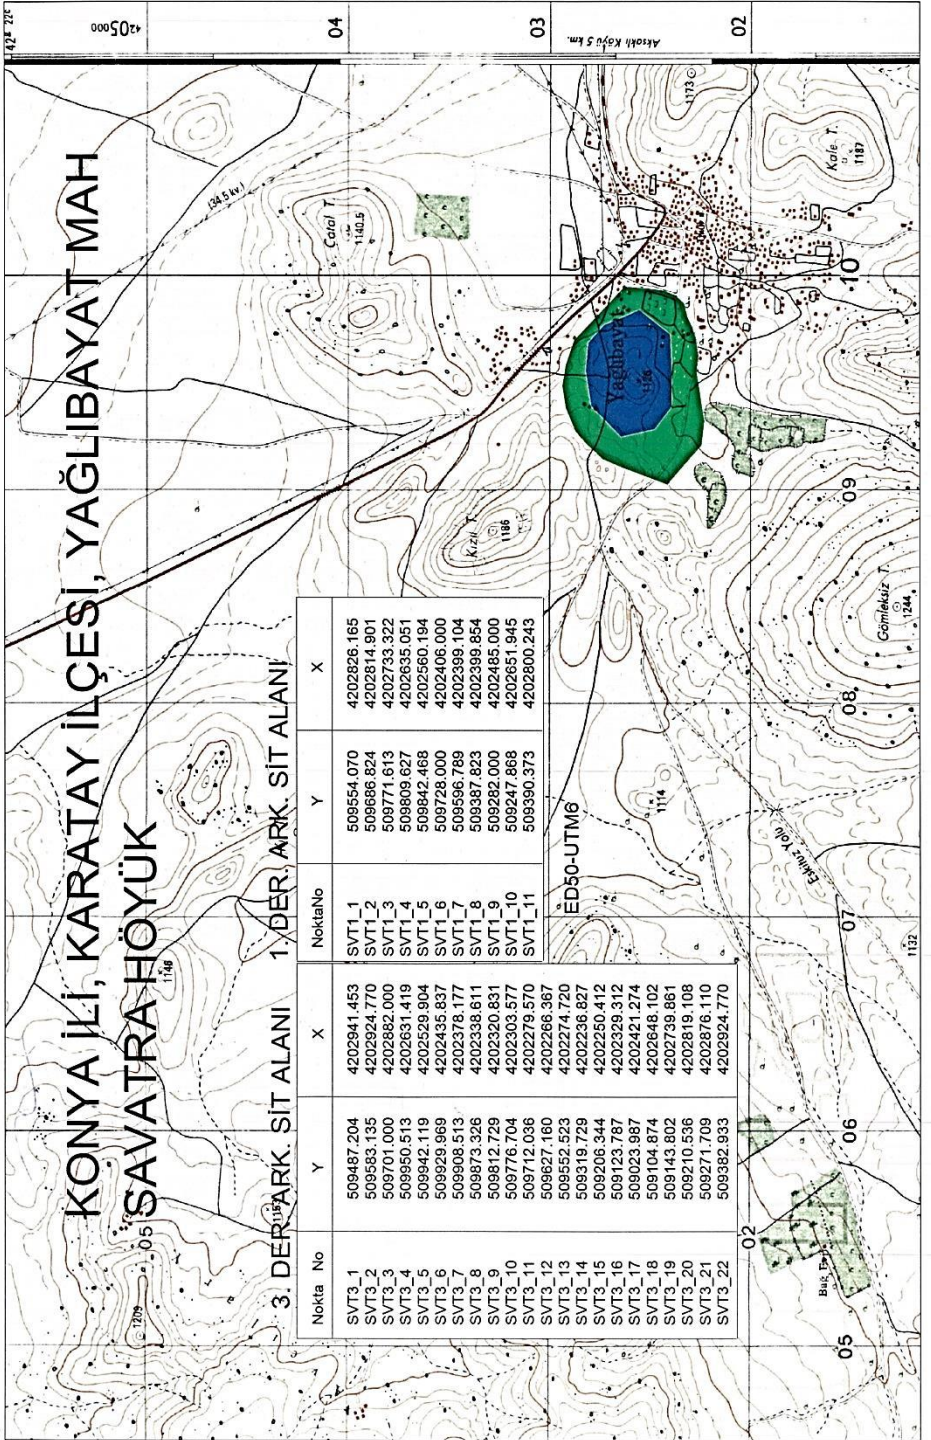 KONYA İLİ, KARATAY İLÇESİ, YAĞLIBAYAT MAH
SAVATRA HÖYÜK
3. DER. ARK. SİT ALANI
Nokta No Y X
SVT3_1 509487.204 4202941.453
SVT3_2 509583.135 4202924.770
SVT3_3 509701.000 4202882.000
SVT3_4 509950.513 4202631.419
SVT3_5 509942.119 4202529.904
SVT3_6 509929.969 4202435.837
SVT3_7 509908.513 4202378.177
SVT3_8 509873.326 4202338.611
SVT3_9 509812.729 4202320.831
SVT3_10 509776.704 4202303.577
SVT3_11 509712.036 4202279.570
SVT3_12 509627.160 4202266.367
SVT3_13 509552.523 4202274.720
SVT3_14 509319.729 4202236.827
SVT3_15 509206.344 4202250.412
SVT3_16 509123.787 4202329.312
SVT3_17 509023.987 4202421.274
SVT3_18 509104.874 4202648.102
SVT3_19 509143.802 4202739.861
SVT3_20 509210.536 4202819.108
SVT3_21 509271.709 4202876.110
SVT3_22 509382.933 4202924.770
1. DER. ARK. SİT ALANI
NoktaNo Y X
SVT1_1 509554.070 4202826.165
SVT1_2 509686.824 4202814.901
SVT1_3 509771.613 4202733.322
SVT1_4 509809.627 4202635.051
SVT1_5 509842.468 4202560.194
SVT1_6 509728.000 4202406.000
SVT1_7 509596.789 4202399.104
SVT1_8 509387.823 4202399.854
SVT1_9 509282.000 4202485.000
SVT1_10 509247.868 4202651.945
SVT1_11 509390.373 4202800.243
ED50-UTM6
4205000
04
03
Aksaklı Köyü 5 km.
02
05
02
05
06
07
08
09
10
(34.5 kv.)
Çatal T.
1140.5
Kızıl T.
1186
Yağlıbayat
1126
1173
Kale T.
1187
Gömleksiz T.
1244
1114
Eskituz Yolu
1132
1146
1209